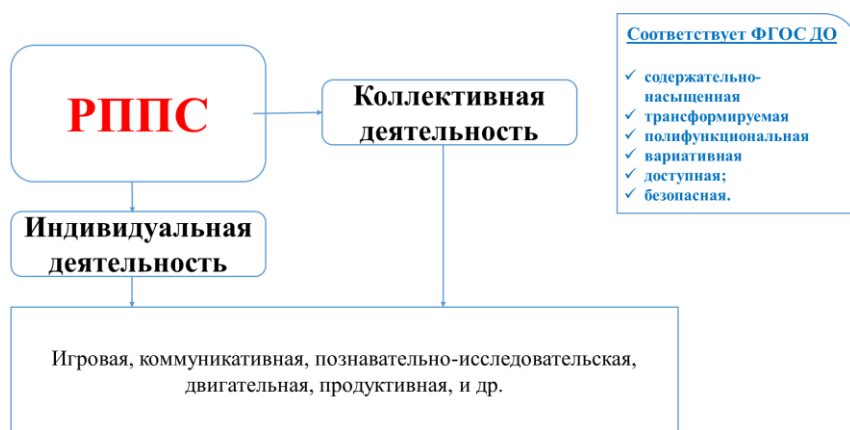 РППС
Коллективная
деятельность
Индивидуальная
деятельность
Игровая, коммуникативная, познавательно-исследовательская,
двигательная, продуктивная, и др.
Соответствует ФГОС ДО
✓ содержательно-
насыщенная
✓ трансформируемая
✓ полифункциональная
✓ вариативная
✓ доступная;
✓ безопасная.